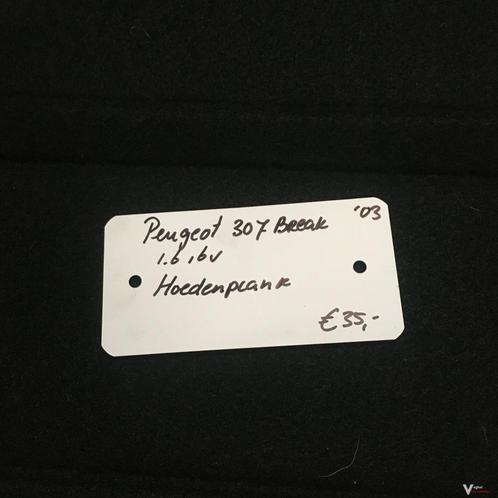 Peugeot 307 Break '03
1.6 16v
Hoedenplank
€35,-